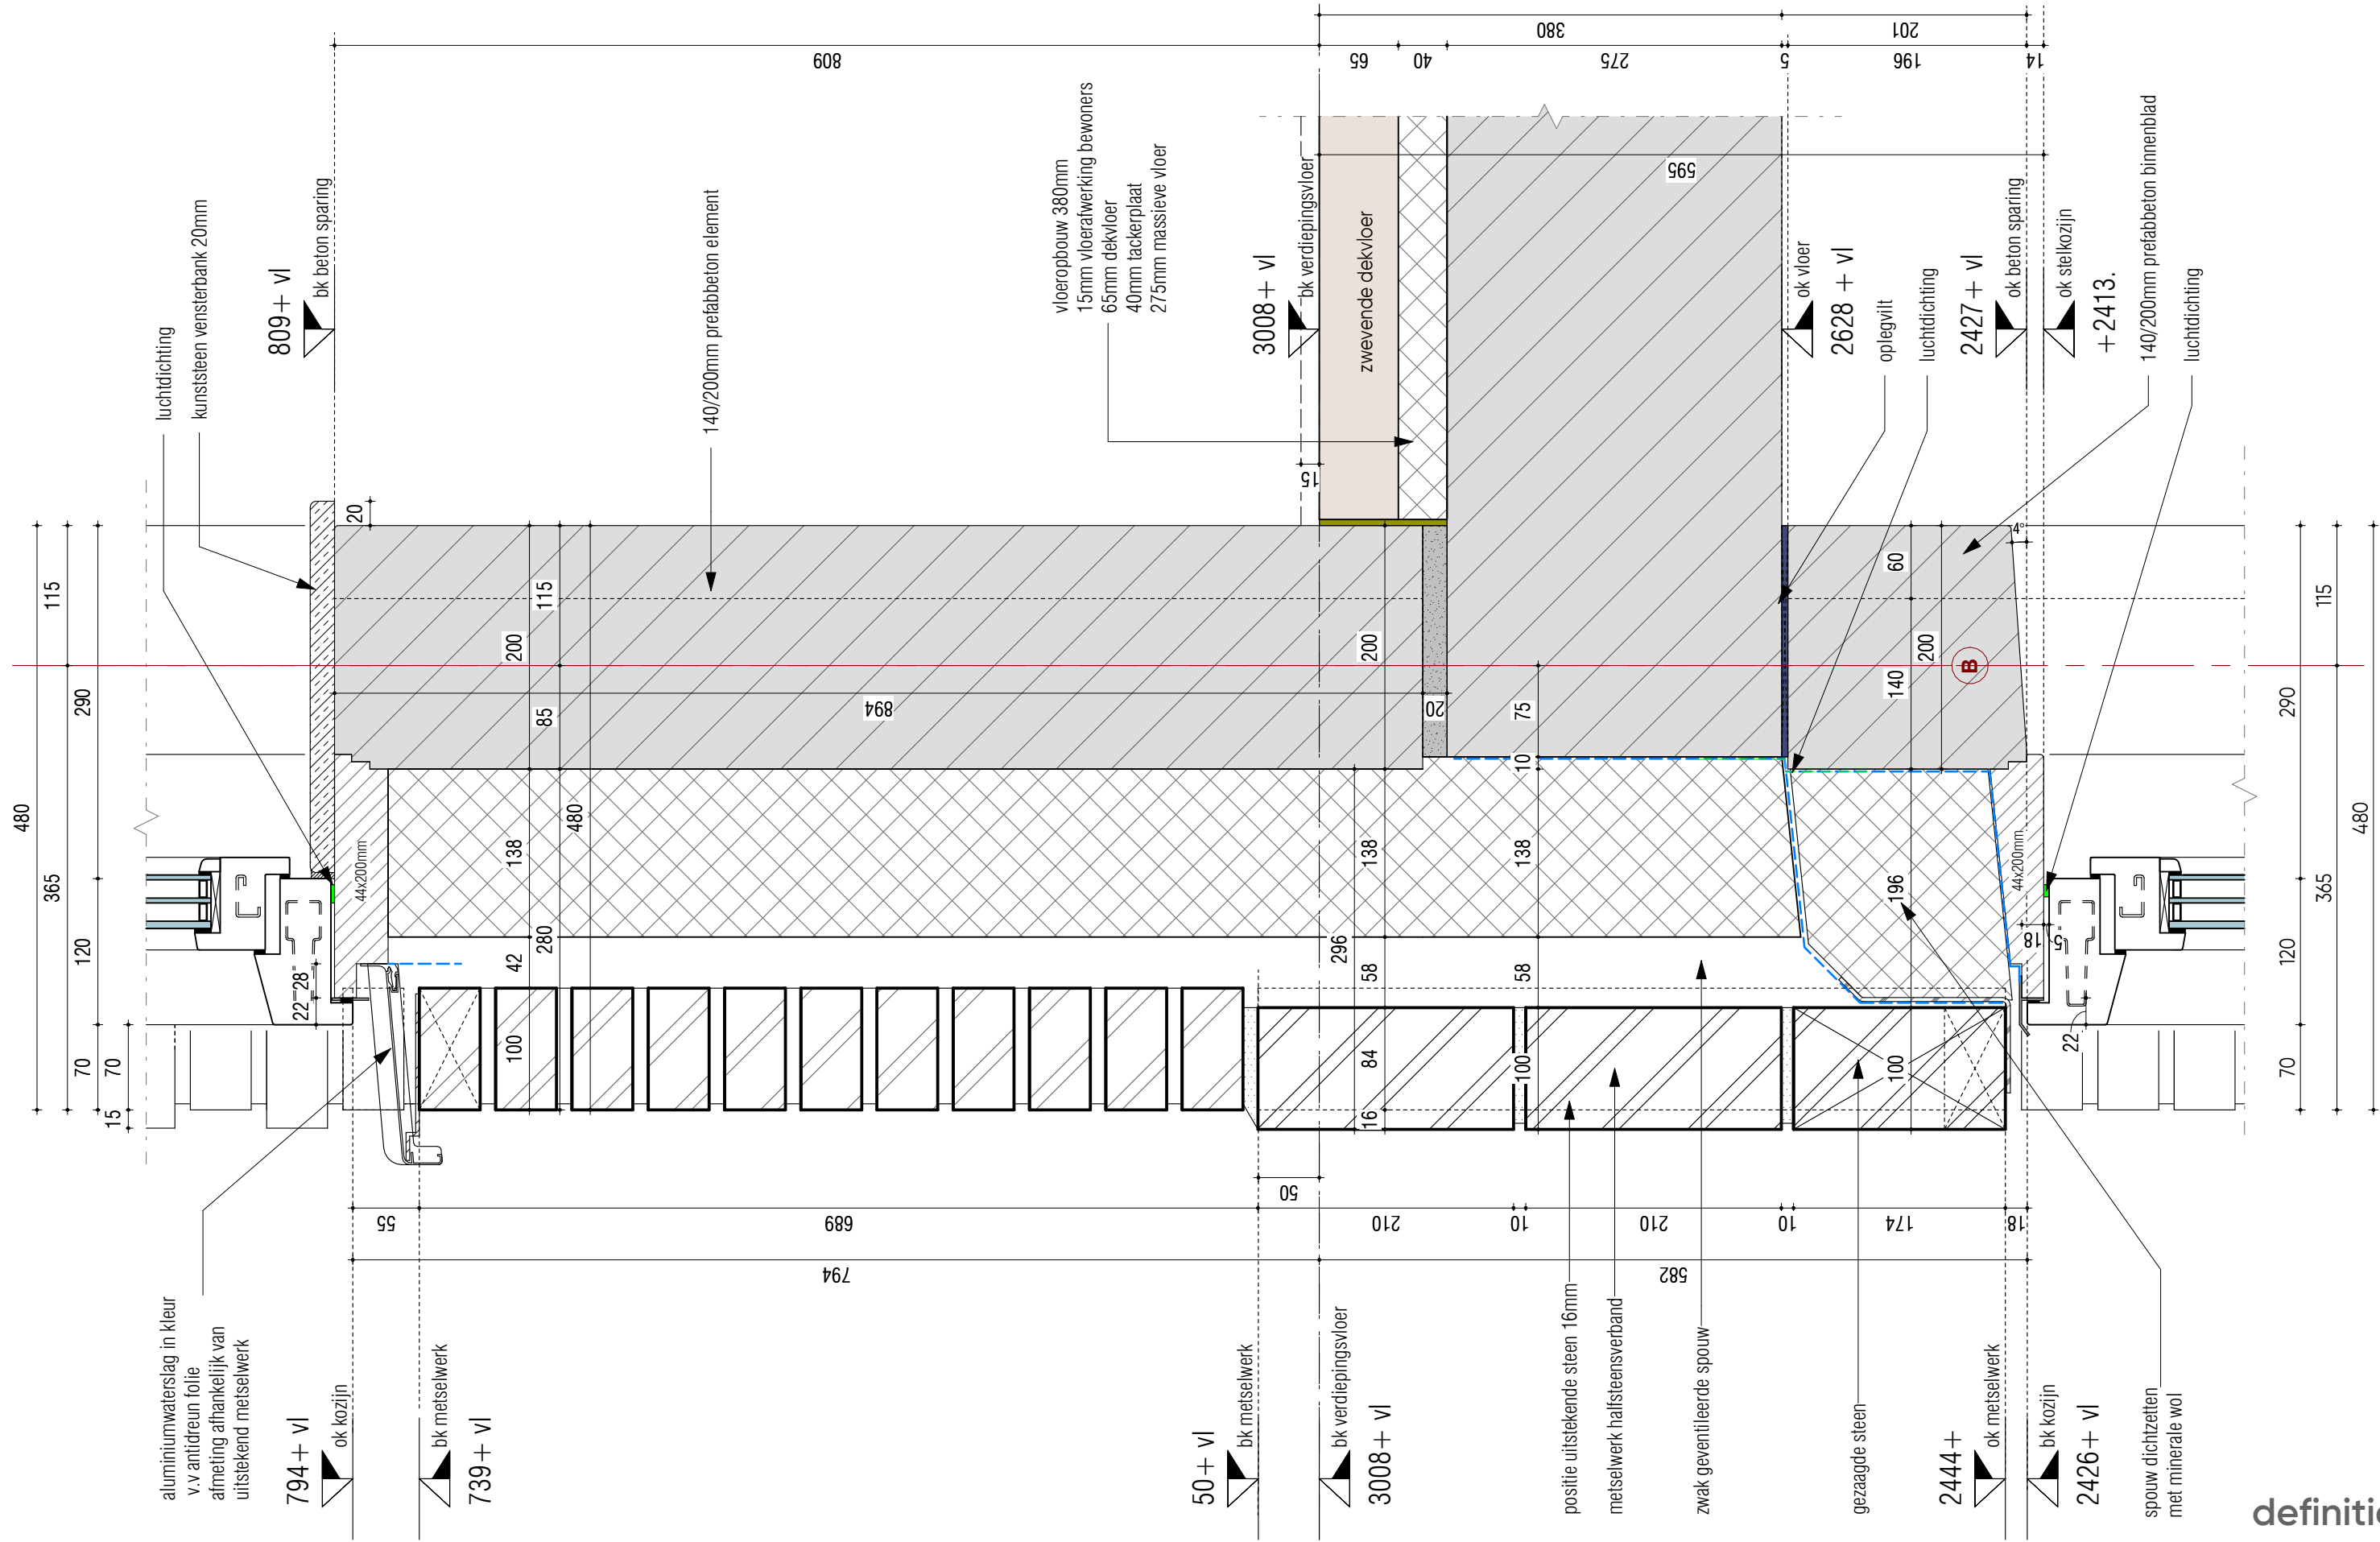 luchtdichting
kunststeen vensterbank 20mm
809+ vl
bk beton sparing
140/200mm prefabbeton element
vloeropbouw 380mm
15mm vloerafwerking bewoners
65mm dekvloer
40mm tackerplaat
275mm massieve vloer
3008+ vl
bk verdiepingsvloer
zwevende dekvloer
ok vloer
2628 + vl
oplegvilt
luchtdichting
2427+ vl
ok beton sparing
ok stelkozijn
+2413.
140/200mm prefabbeton binnenblad
luchtdichting
809
65
40
380
275
5
201
196
14
595
15
20
480
365
115
290
120
70
70
15
115
200
85
894
20
138
480
42
280
100
22
28
44x200mm
200
138
296
58
84
16
75
10
138
58
100
60
200
140
B
4°
196
100
44x200mm
18
5
22
115
290
365
480
120
70
55
689
50
210
10
210
10
174
18
794
582
aluminiumwaterslag in kleur
v.v antidreun folie
afmeting afhankelijk van
uitstekend metselwerk
794+ vl
ok kozijn
bk metselwerk
739+ vl
50+ vl
bk metselwerk
bk verdiepingsvloer
3008+ vl
positie uitstekende steen 16mm
metselwerk halfsteensverband
zwak geventileerde spouw
gezaagde steen
2444+
ok metselwerk
bk kozijn
2426+ vl
spouw dichtzetten
met minerale wol
definitie